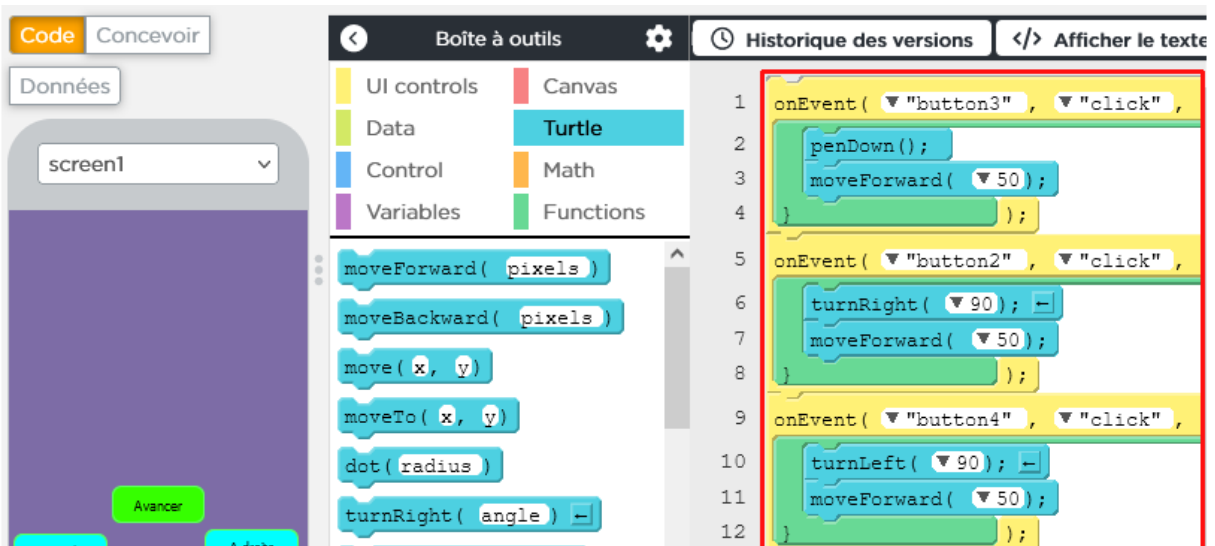 Code Concevoir
Données
screen1
Avancer
Boîte à outils
UI controls Canvas
Data Turtle
Control Math
Variables Functions
moveForward( pixels )
moveBackward( pixels )
move( x, y)
moveTo( x, y)
dot( radius )
turnRight( angle )
Historique des versions </> Afficher le texte
1 onEvent( ▼"button3" , ▼"click" ,
2 penDown();
3 moveForward( ▼50);
4 } );
5 onEvent( ▼"button2" , ▼"click" ,
6 turnRight( ▼90); ←
7 moveForward( ▼50);
8 } );
9 onEvent( ▼"button4" , ▼"click" ,
10 turnLeft( ▼90); ←
11 moveForward( ▼50);
12 } );